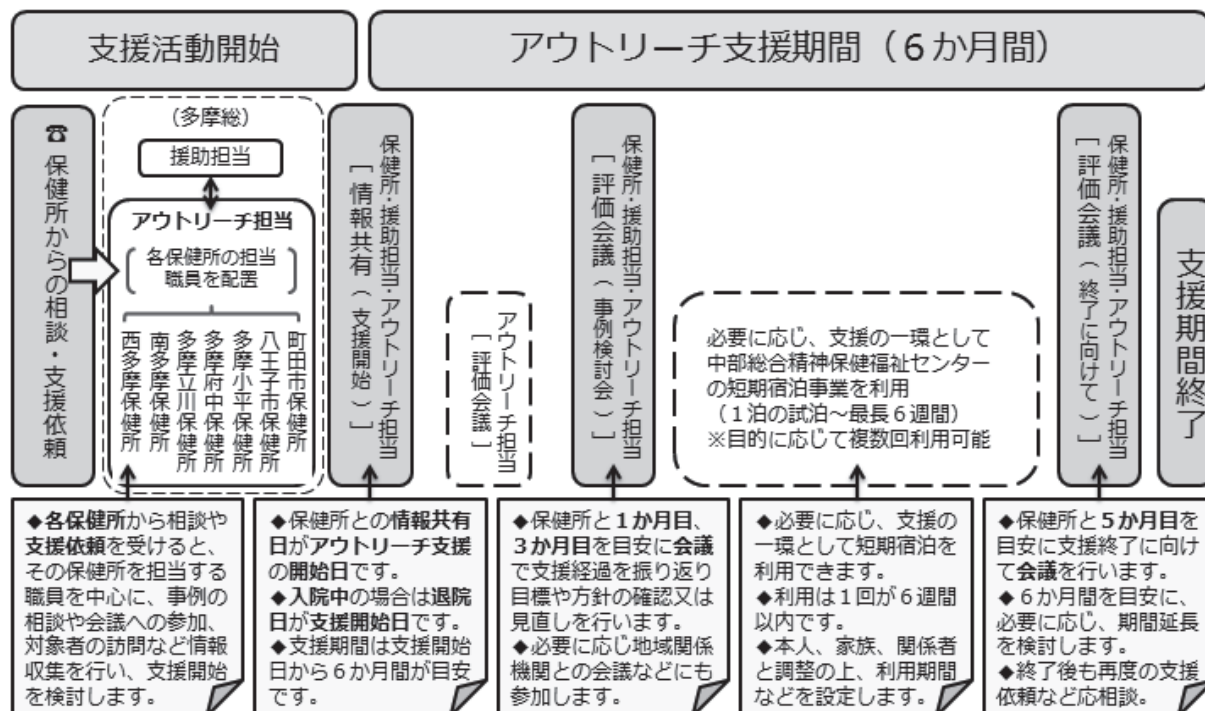 支援活動開始
アウトリーチ支援期間（６か月間）
☎保健所からの相談・支援依頼
（多摩総）
援助担当
アウトリーチ担当
各保健所の担当
職員を配置
西多摩保健所
南多摩保健所
多摩立川保健所
多摩府中保健所
多摩小平保健所
八王子市保健所
町田市保健所
保健所・援助担当・アウトリーチ担当
［情報共有（支援開始）］
アウトリーチ担当
［評価会議］
保健所・援助担当・アウトリーチ担当
［評価会議（事例検討会）］
必要に応じ、支援の一環として
中部総合精神保健福祉センター
の短期宿泊事業を利用
（１泊の試泊～最長６週間）
※目的に応じて複数回利用可能
保健所・援助担当・アウトリーチ担当
［評価会議（終了に向けて）］
支援期間終了
◆各保健所から相談や
支援依頼を受けると、
その保健所を担当する
職員を中心に、事例の
相談や会議への参加、
対象者の訪問など情報
収集を行い、支援開始
を検討します。
◆保健所との情報共有
日がアウトリーチ支援
の開始日です。
◆入院中の場合は退院
日が支援開始日です。
◆支援期間は支援開始
日から６か月間が目安
です。
◆保健所と１か月目、
３か月目を目安に会議
で支援経過を振り返り
目標や方針の確認又は
見直しを行います。
◆必要に応じ地域関係
機関との会議などにも
参加します。
◆必要に応じ、支援の
一環として短期宿泊を
利用できます。
◆利用は１回が６週間
以内です。
◆本人、家族、関係者
と調整の上、利用期間
などを設定します。
◆保健所と５か月目を
目安に支援終了に向け
て会議を行います。
◆６か月間を目安に、
必要に応じ、期間延長
を検討します。
◆終了後も再度の支援
依頼など応相談。